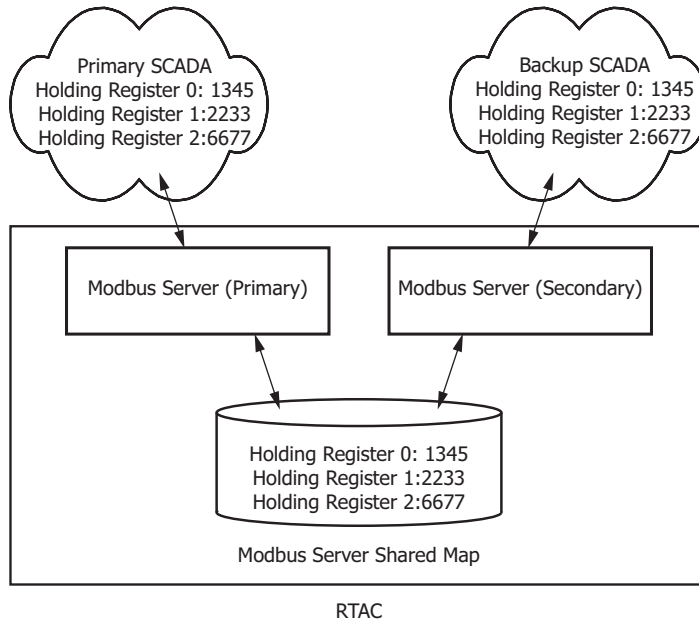 Primary SCADA
Holding Register 0: 1345
Holding Register 1:2233
Holding Register 2:6677
Backup SCADA
Holding Register 0: 1345
Holding Register 1:2233
Holding Register 2:6677
Modbus Server (Primary)
Modbus Server (Secondary)
Holding Register 0: 1345
Holding Register 1:2233
Holding Register 2:6677
Modbus Server Shared Map
RTAC